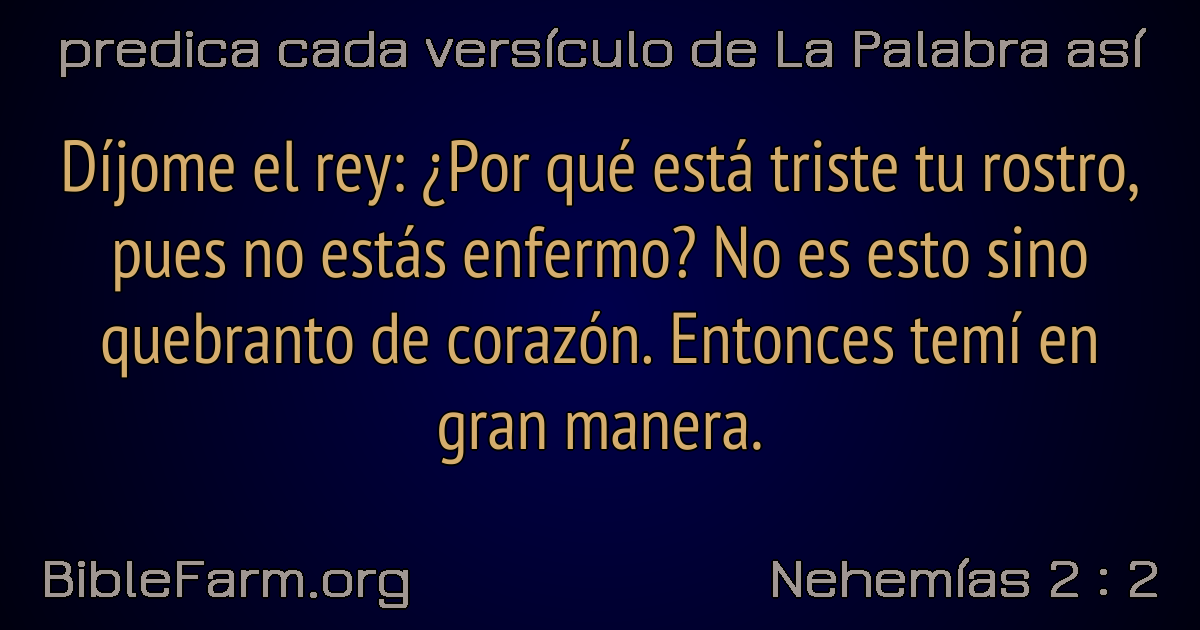 predica cada versículo de La Palabra así
Díjome el rey: ¿Por qué está triste tu rostro,
pues no estás enfermo? No es esto sino
quebranto de corazón. Entonces temí en
gran manera.
BibleFarm.org
Nehemías 2 : 2